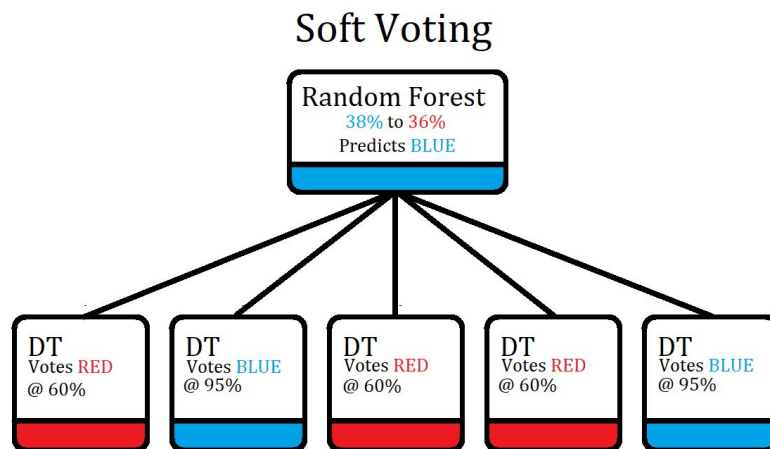 Soft Voting
Random Forest
38% to 36%
Predicts BLUE
DT
Votes RED
@ 60%
DT
Votes BLUE
@ 95%
DT
Votes RED
@ 60%
DT
Votes RED
@ 60%
DT
Votes BLUE
@ 95%